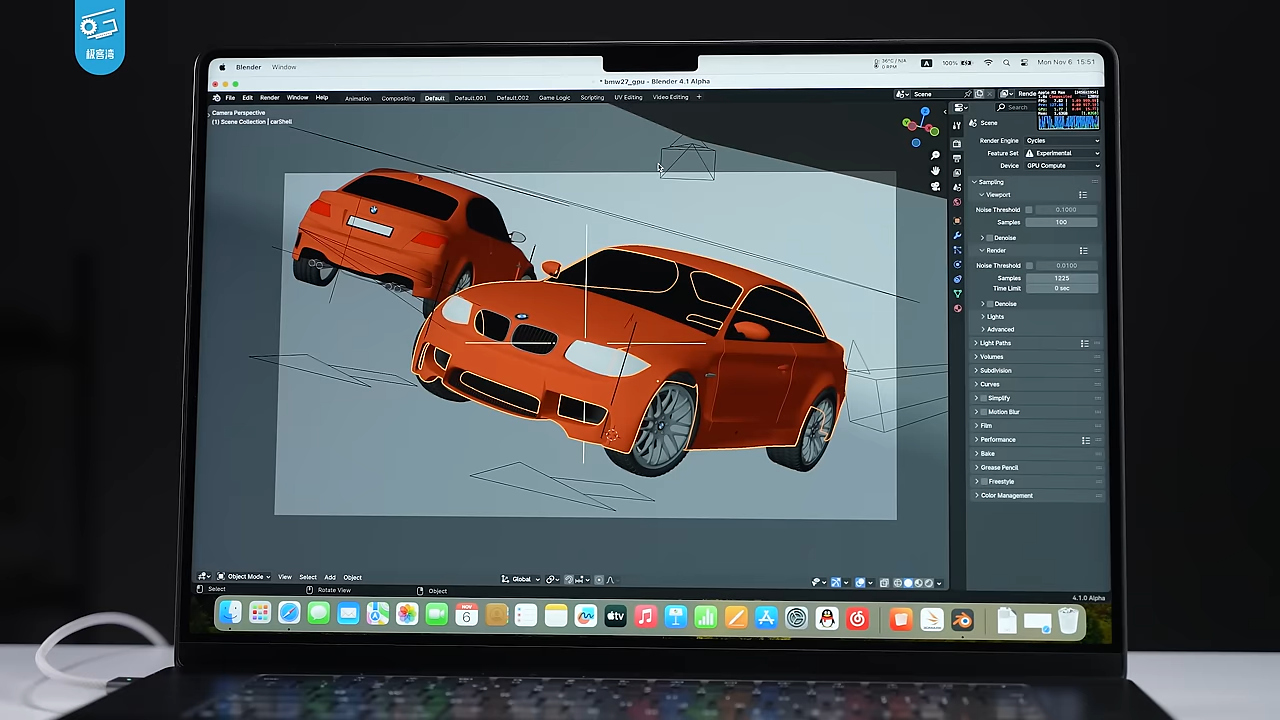 极客湾
Blender Window
36°C / N/A
0 RPM
A
100%
Mon Nov 6 15:51
* bmw27_gpu - Blender 4.1 Alpha
File Edit Render Window Help
Animation Compositing Default Default.001 Default.002 Game Logic Scripting UV Editing Video Editing +
Scene
Rende
Camera Perspective
(1) Scene Collection | carShell
Search
Scene
Render Engine Cycles
Feature Set Experimental
Device GPU Compute
Sampling
Viewport
Noise Threshold 0.1000
Samples 100
Denoise
Render
Noise Threshold 0.0100
Samples 1225
Time Limit 0 sec
Denoise
Lights
Advanced
Light Paths
Volumes
Subdivision
Curves
Simplify
Motion Blur
Film
Performance
Bake
Grease Pencil
Freestyle
Color Management
Object Mode View Select Add Object
Global
Select Rotate View Object
4.1.0 Alpha
NOV
6
tv